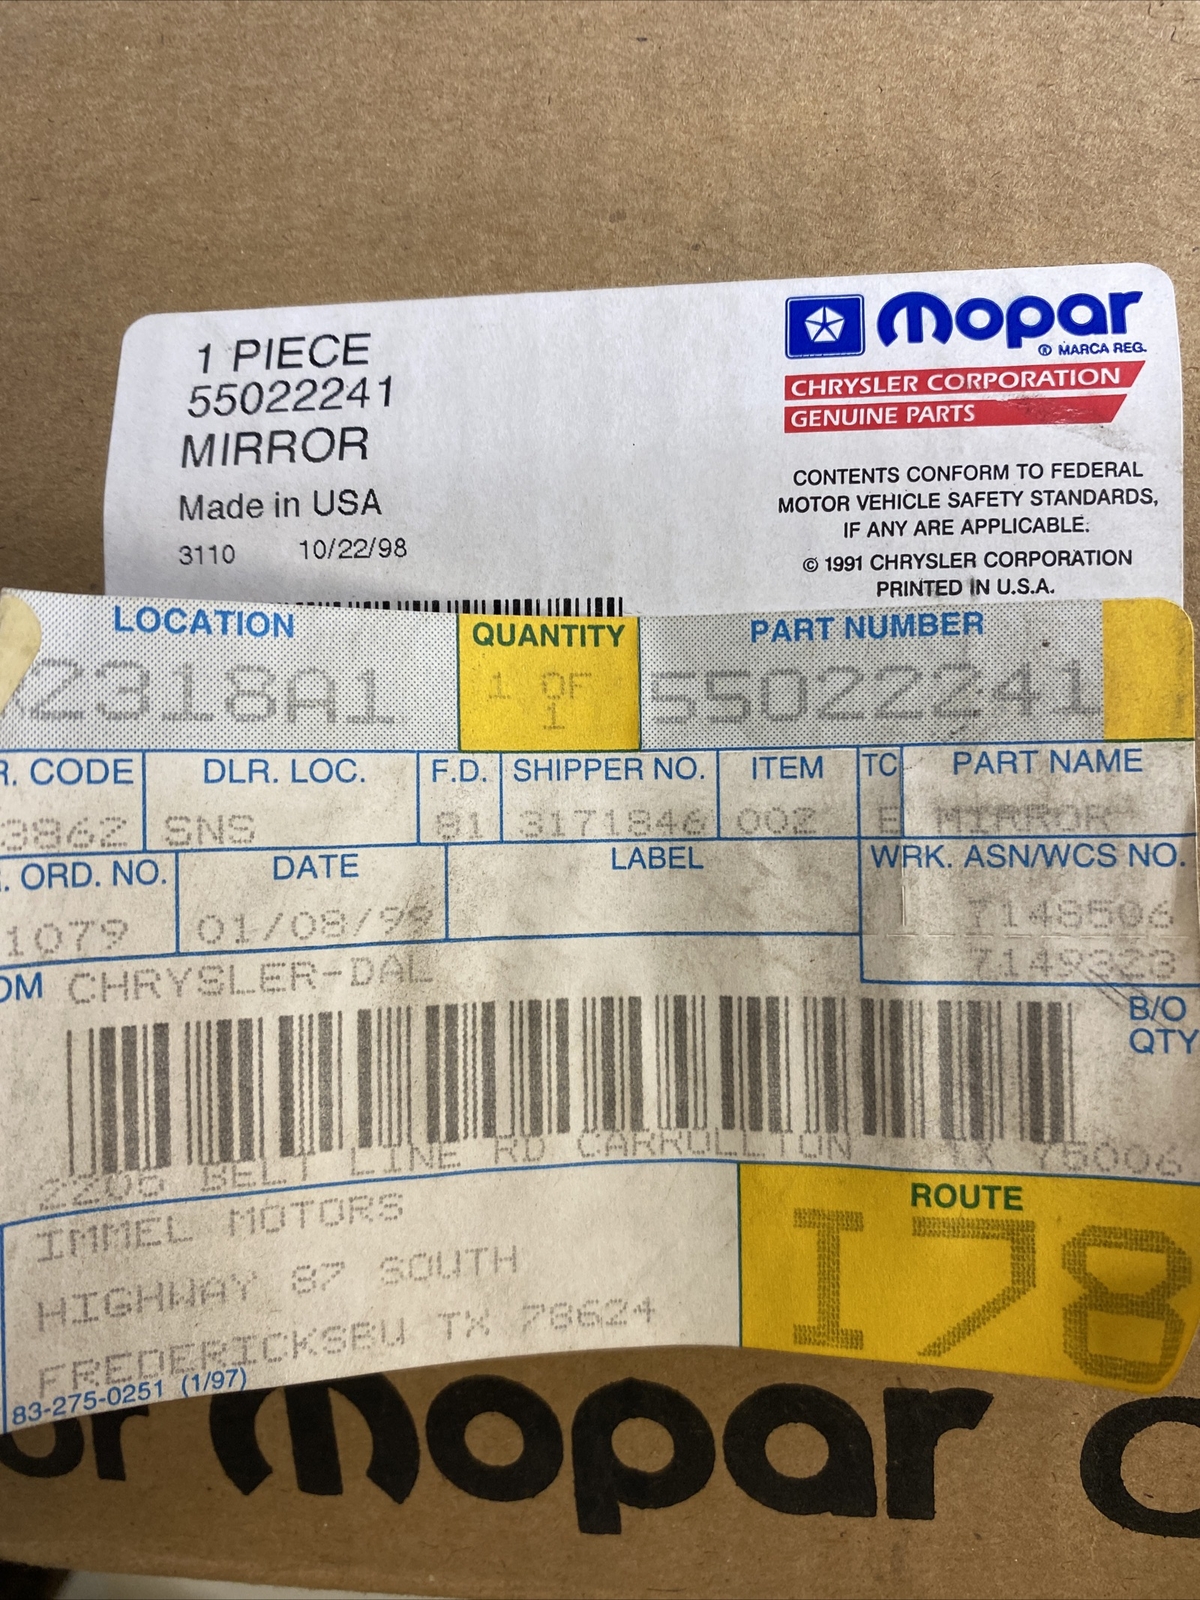 1 PIECE
55022241
MIRROR
Made in USA
3110 10/22/98
Mopar
® MARCA REG.
CHRYSLER CORPORATION
GENUINE PARTS
CONTENTS CONFORM TO FEDERAL
MOTOR VEHICLE SAFETY STANDARDS,
IF ANY ARE APPLICABLE.
© 1991 CHRYSLER CORPORATION
PRINTED IN U.S.A.
LOCATION QUANTITY PART NUMBER
2318A1 1 OF 1 55022241
R. CODE DLR. LOC. F.D. SHIPPER NO. ITEM TC PART NAME
3862 SNS 81 3171846 002 E MIRROR
. ORD. NO. DATE LABEL WRK. ASN/WCS NO.
1079 01/08/99 7148506
7149323
OM CHRYSLER-DAL
B/O
QTY
2205 BELT LINE RD CARROLLTON TX 75006
IMMEL MOTORS
HIGHWAY 87 SOUTH
FREDERICKSBU TX 78624
ROUTE
I78
83-275-0251 (1/97)
or Mopar